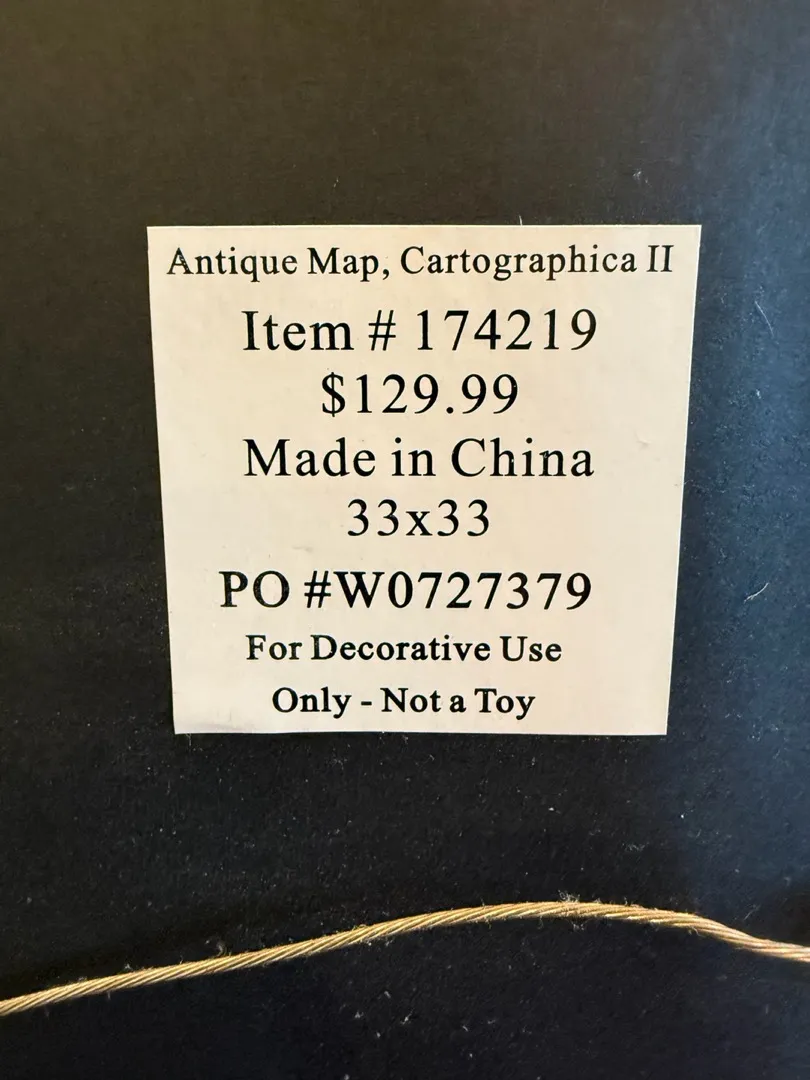 Antique Map, Cartographica II
Item # 174219
$129.99
Made in China
33x33
PO #W0727379
For Decorative Use
Only - Not a Toy